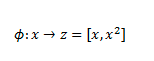 ϕ: x → z = [x, x²]